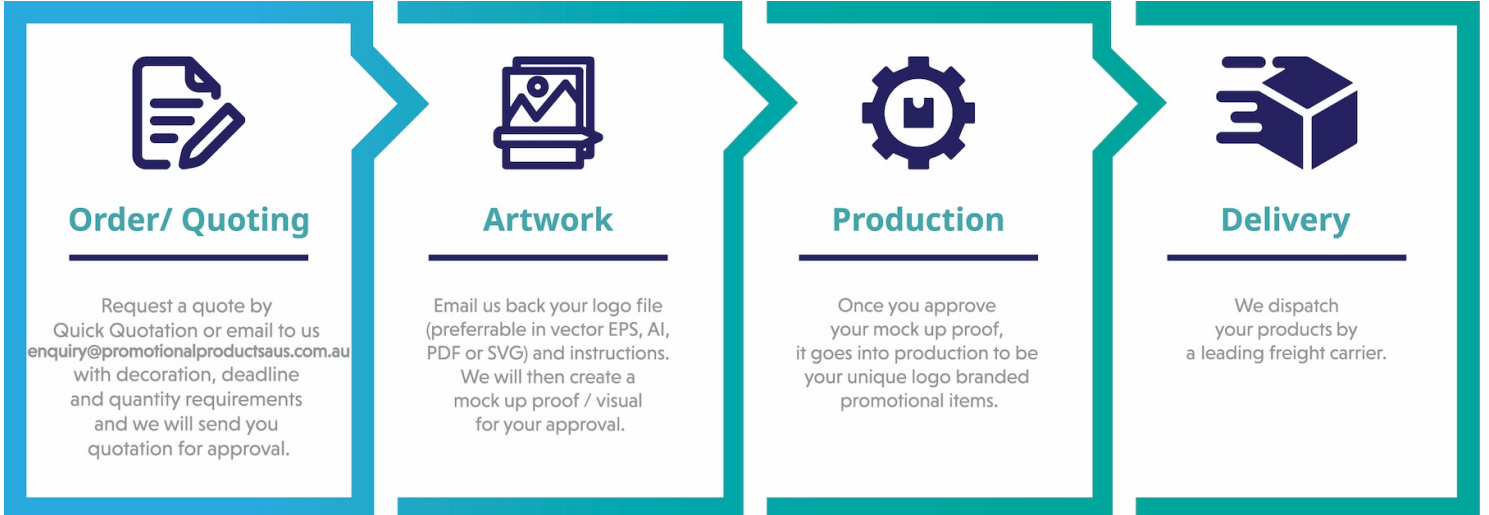 Order/ Quoting
Request a quote by
Quick Quotation or email to us
enquiry@promotionalproductsaus.com.au
with decoration, deadline
and quantity requirements
and we will send you
quotation for approval.
Artwork
Email us back your logo file
(preferrable in vector EPS, AI,
PDF or SVG) and instructions.
We will then create a
mock up proof / visual
for your approval.
Production
Once you approve
your mock up proof,
it goes into production to be
your unique logo branded
promotional items.
Delivery
We dispatch
your products by
a leading freight carrier.